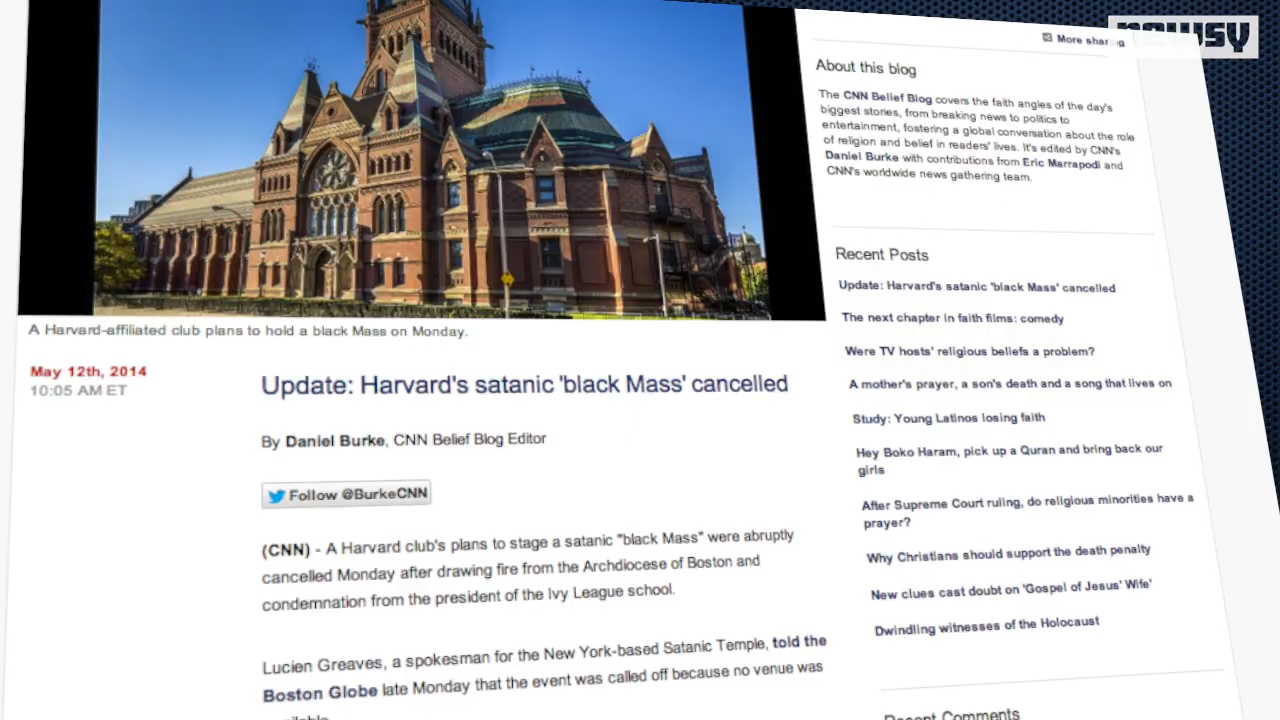 newsy
More sharing
About this blog
The CNN Belief Blog covers the faith angles of the day's
biggest stories, from breaking news to politics to
entertainment, fostering a global conversation about the role
of religion and belief in readers' lives. It's edited by CNN's
Daniel Burke with contributions from Eric Marrapodi and
CNN's worldwide news gathering team.
Recent Posts
Update: Harvard's satanic 'black Mass' cancelled
The next chapter in faith films: comedy
Were TV hosts' religious beliefs a problem?
A mother's prayer, a son's death and a song that lives on
Study: Young Latinos losing faith
Hey Boko Haram, pick up a Quran and bring back our
girls
After Supreme Court ruling, do religious minorities have a
prayer?
Why Christians should support the death penalty
New clues cast doubt on 'Gospel of Jesus' Wife'
Dwindling witnesses of the Holocaust
Recent Comments
A Harvard-affiliated club plans to hold a black Mass on Monday.
May 12th, 2014
10:05 AM ET
Update: Harvard's satanic 'black Mass' cancelled
By Daniel Burke, CNN Belief Blog Editor
Follow @BurkeCNN
(CNN) - A Harvard club's plans to stage a satanic "black Mass" were abruptly
cancelled Monday after drawing fire from the Archdiocese of Boston and
condemnation from the president of the Ivy League school.
Lucien Greaves, a spokesman for the New York-based Satanic Temple, told the
Boston Globe late Monday that the event was called off because no venue was